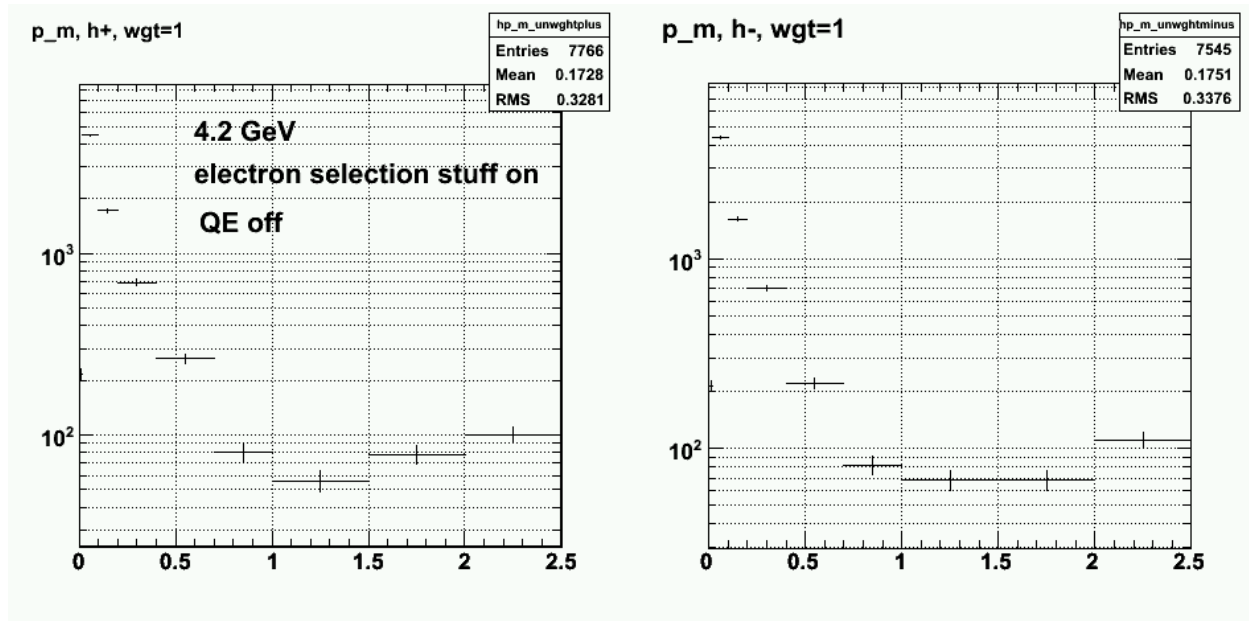 p_m, h+, wgt=1
hp_m_unwghtplus
Entries 7766
Mean 0.1728
RMS 0.3281
4.2 GeV
electron selection stuff on
QE off
10³
10²
0 0.5 1 1.5 2 2.5
p_m, h-, wgt=1
hp_m_unwghtminus
Entries 7545
Mean 0.1751
RMS 0.3376
10³
10²
0 0.5 1 1.5 2 2.5